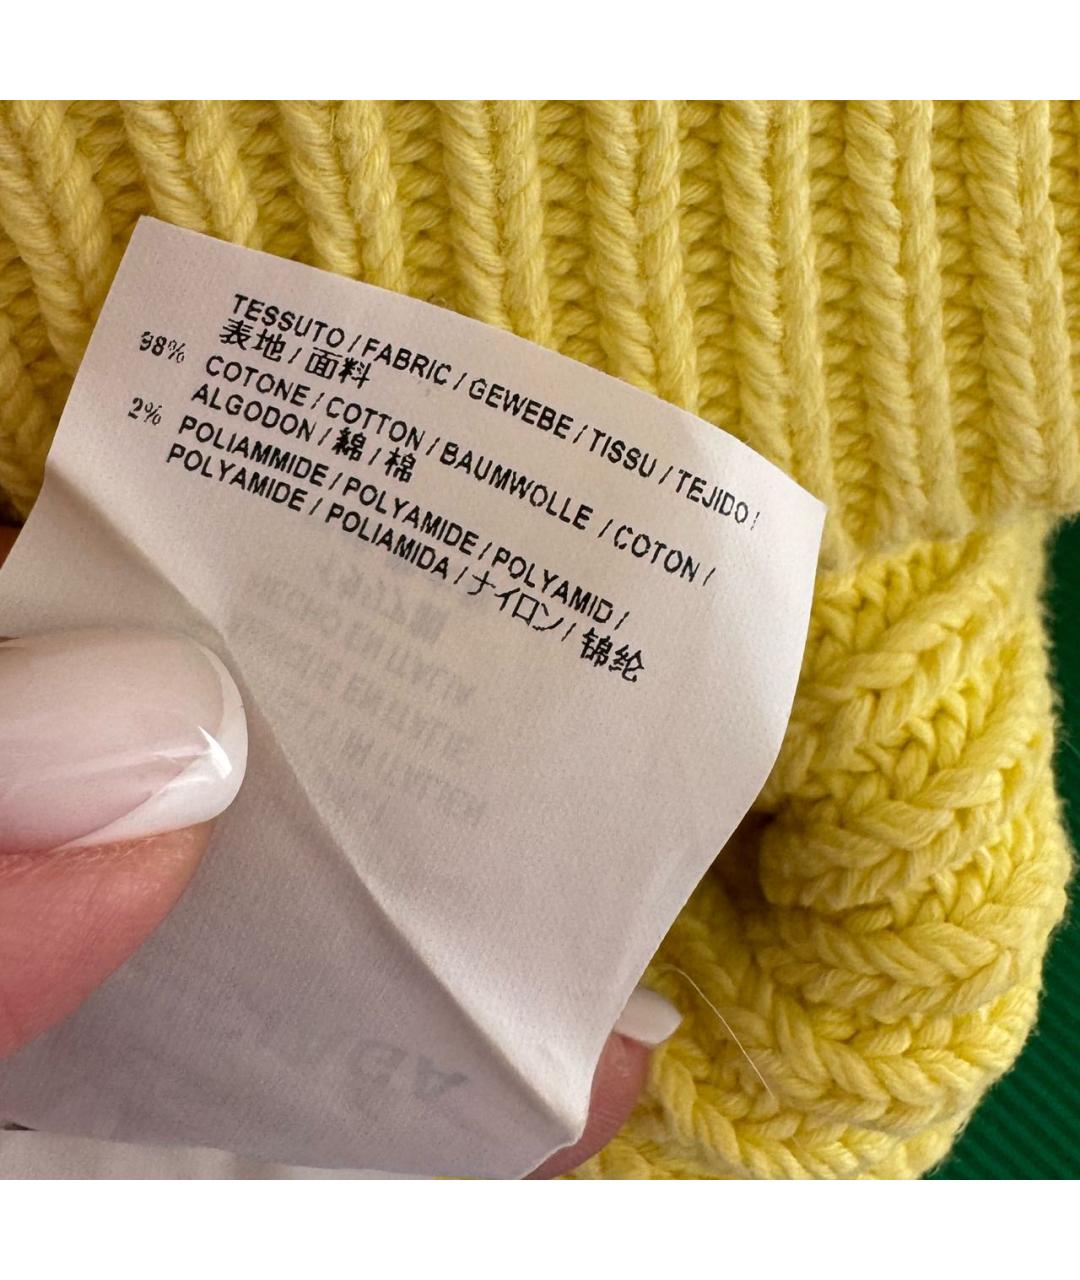 TESSUTO / FABRIC / GEWEBE / TISSU / TEJIDO /
表地 / 面料
98% COTONE / COTTON / BAUMWOLLE / COTON /
ALGODON / 綿 / 棉
2% POLIAMMIDE / POLYAMIDE / POLYAMID /
POLYAMIDE / POLIAMIDA / ナイロン / 锦纶